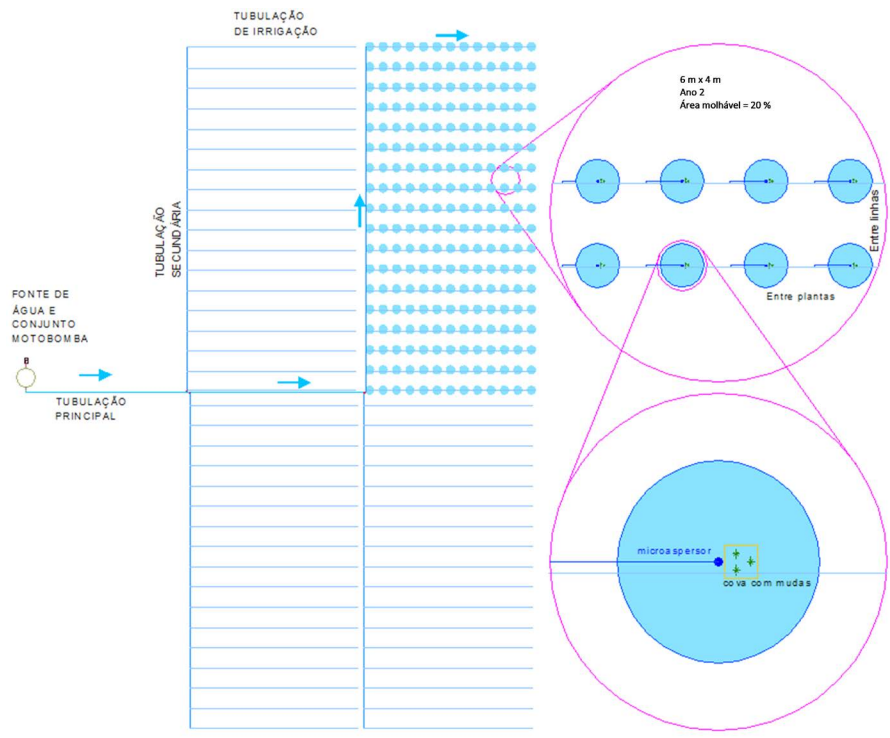 TUBULAÇÃO
DE IRRIGAÇÃO
6 m x 4 m
Ano 2
Área molhável = 20 %
TUBULAÇÃO
SECUNDÁRIA
Entre linhas
Entre plantas
FONTE DE
ÁGUA E
CONJUNTO
MOTOBOMBA
B
TUBULAÇÃO
PRINCIPAL
microaspersor
cova com mudas